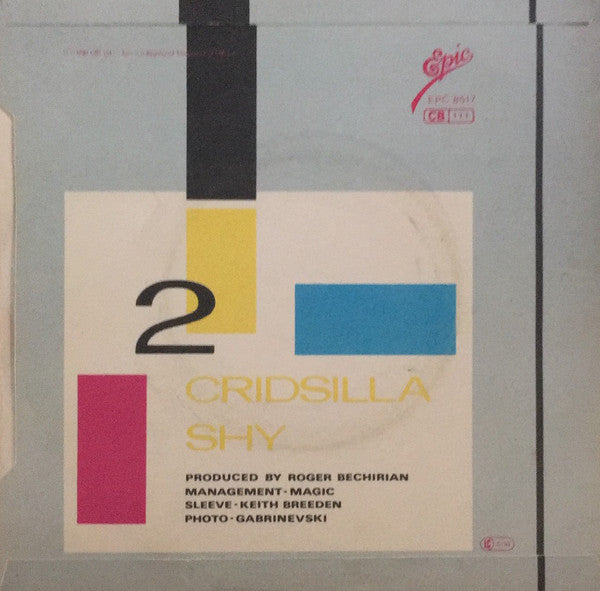 Epic
EPC 8517
CB
2
CRIDSILLA
SHY
PRODUCED BY ROGER BECHIRIAN
MANAGEMENT-MAGIC
SLEEVE-KEITH BREEDEN
PHOTO-GABRINEVSKI